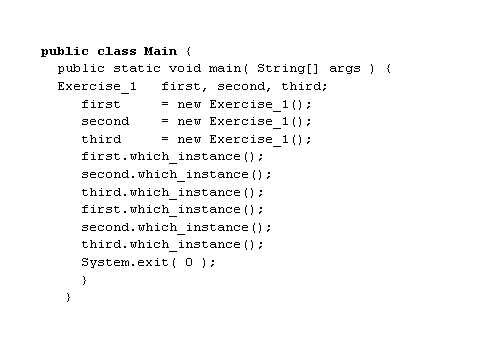 public class Main {
public static void main( String[] args ) {
Exercise_1 first, second, third;
first = new Exercise_1();
second = new Exercise_1();
third = new Exercise_1();
first.which_instance();
second.which_instance();
third.which_instance();
first.which_instance();
second.which_instance();
third.which_instance();
System.exit( 0 );
}
}